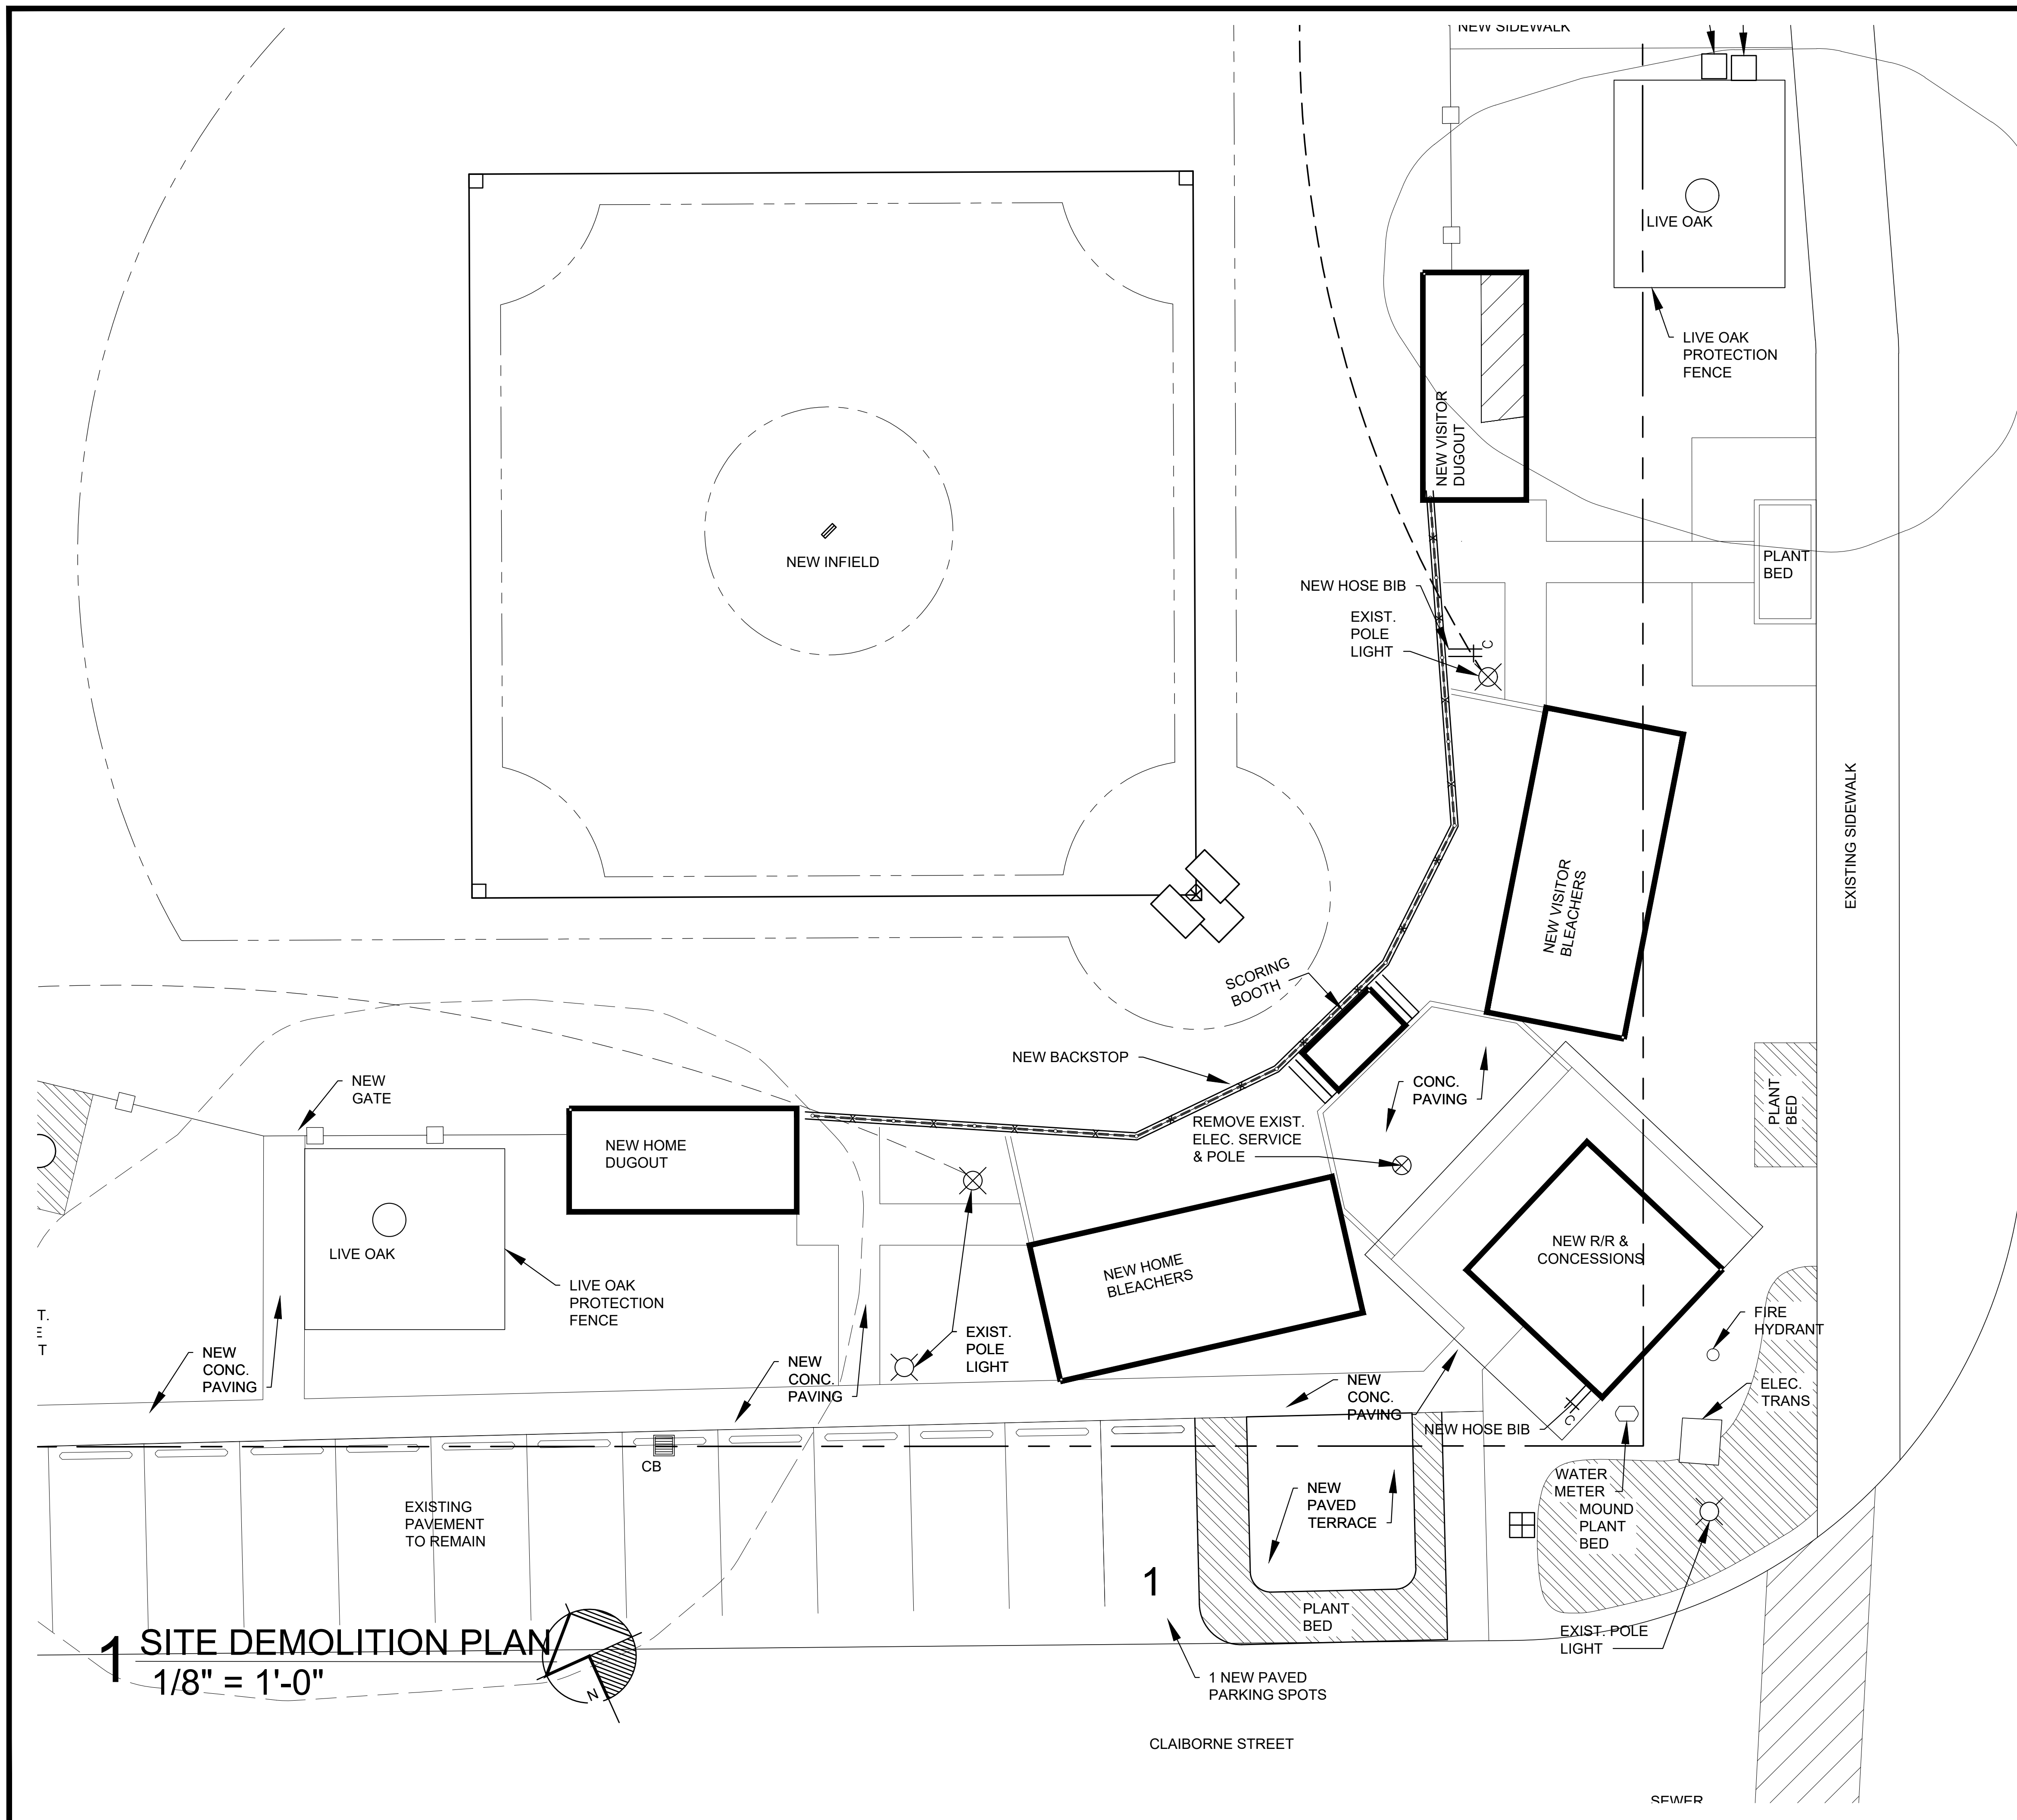 NEW SIDEWALK
LIVE OAK
LIVE OAK
PROTECTION
FENCE
NEW VISITOR
DUGOUT
NEW INFIELD
PLANT
BED
NEW HOSE BIB
EXIST.
POLE
LIGHT
C
EXISTING SIDEWALK
NEW VISITOR
BLEACHERS
SCORING
BOOTH
NEW BACKSTOP
CONC.
PAVING
PLANT
BED
NEW
GATE
REMOVE EXIST.
ELEC. SERVICE
& POLE
NEW HOME
DUGOUT
LIVE OAK
LIVE OAK
PROTECTION
FENCE
NEW HOME
BLEACHERS
NEW R/R &
CONCESSIONS
FIRE
HYDRANT
T.
E
T
NEW
CONC.
PAVING
NEW
CONC.
PAVING
EXIST.
POLE
LIGHT
NEW
CONC.
PAVING
ELEC.
TRANS
NEW HOSE BIB
C
CB
EXISTING
PAVEMENT
TO REMAIN
NEW
PAVED
TERRACE
WATER
METER
MOUND
PLANT
BED
1
PLANT
BED
EXIST. POLE
LIGHT
1 SITE DEMOLITION PLAN
1/8" = 1'-0"
N
1 NEW PAVED
PARKING SPOTS
CLAIBORNE STREET
SEWER